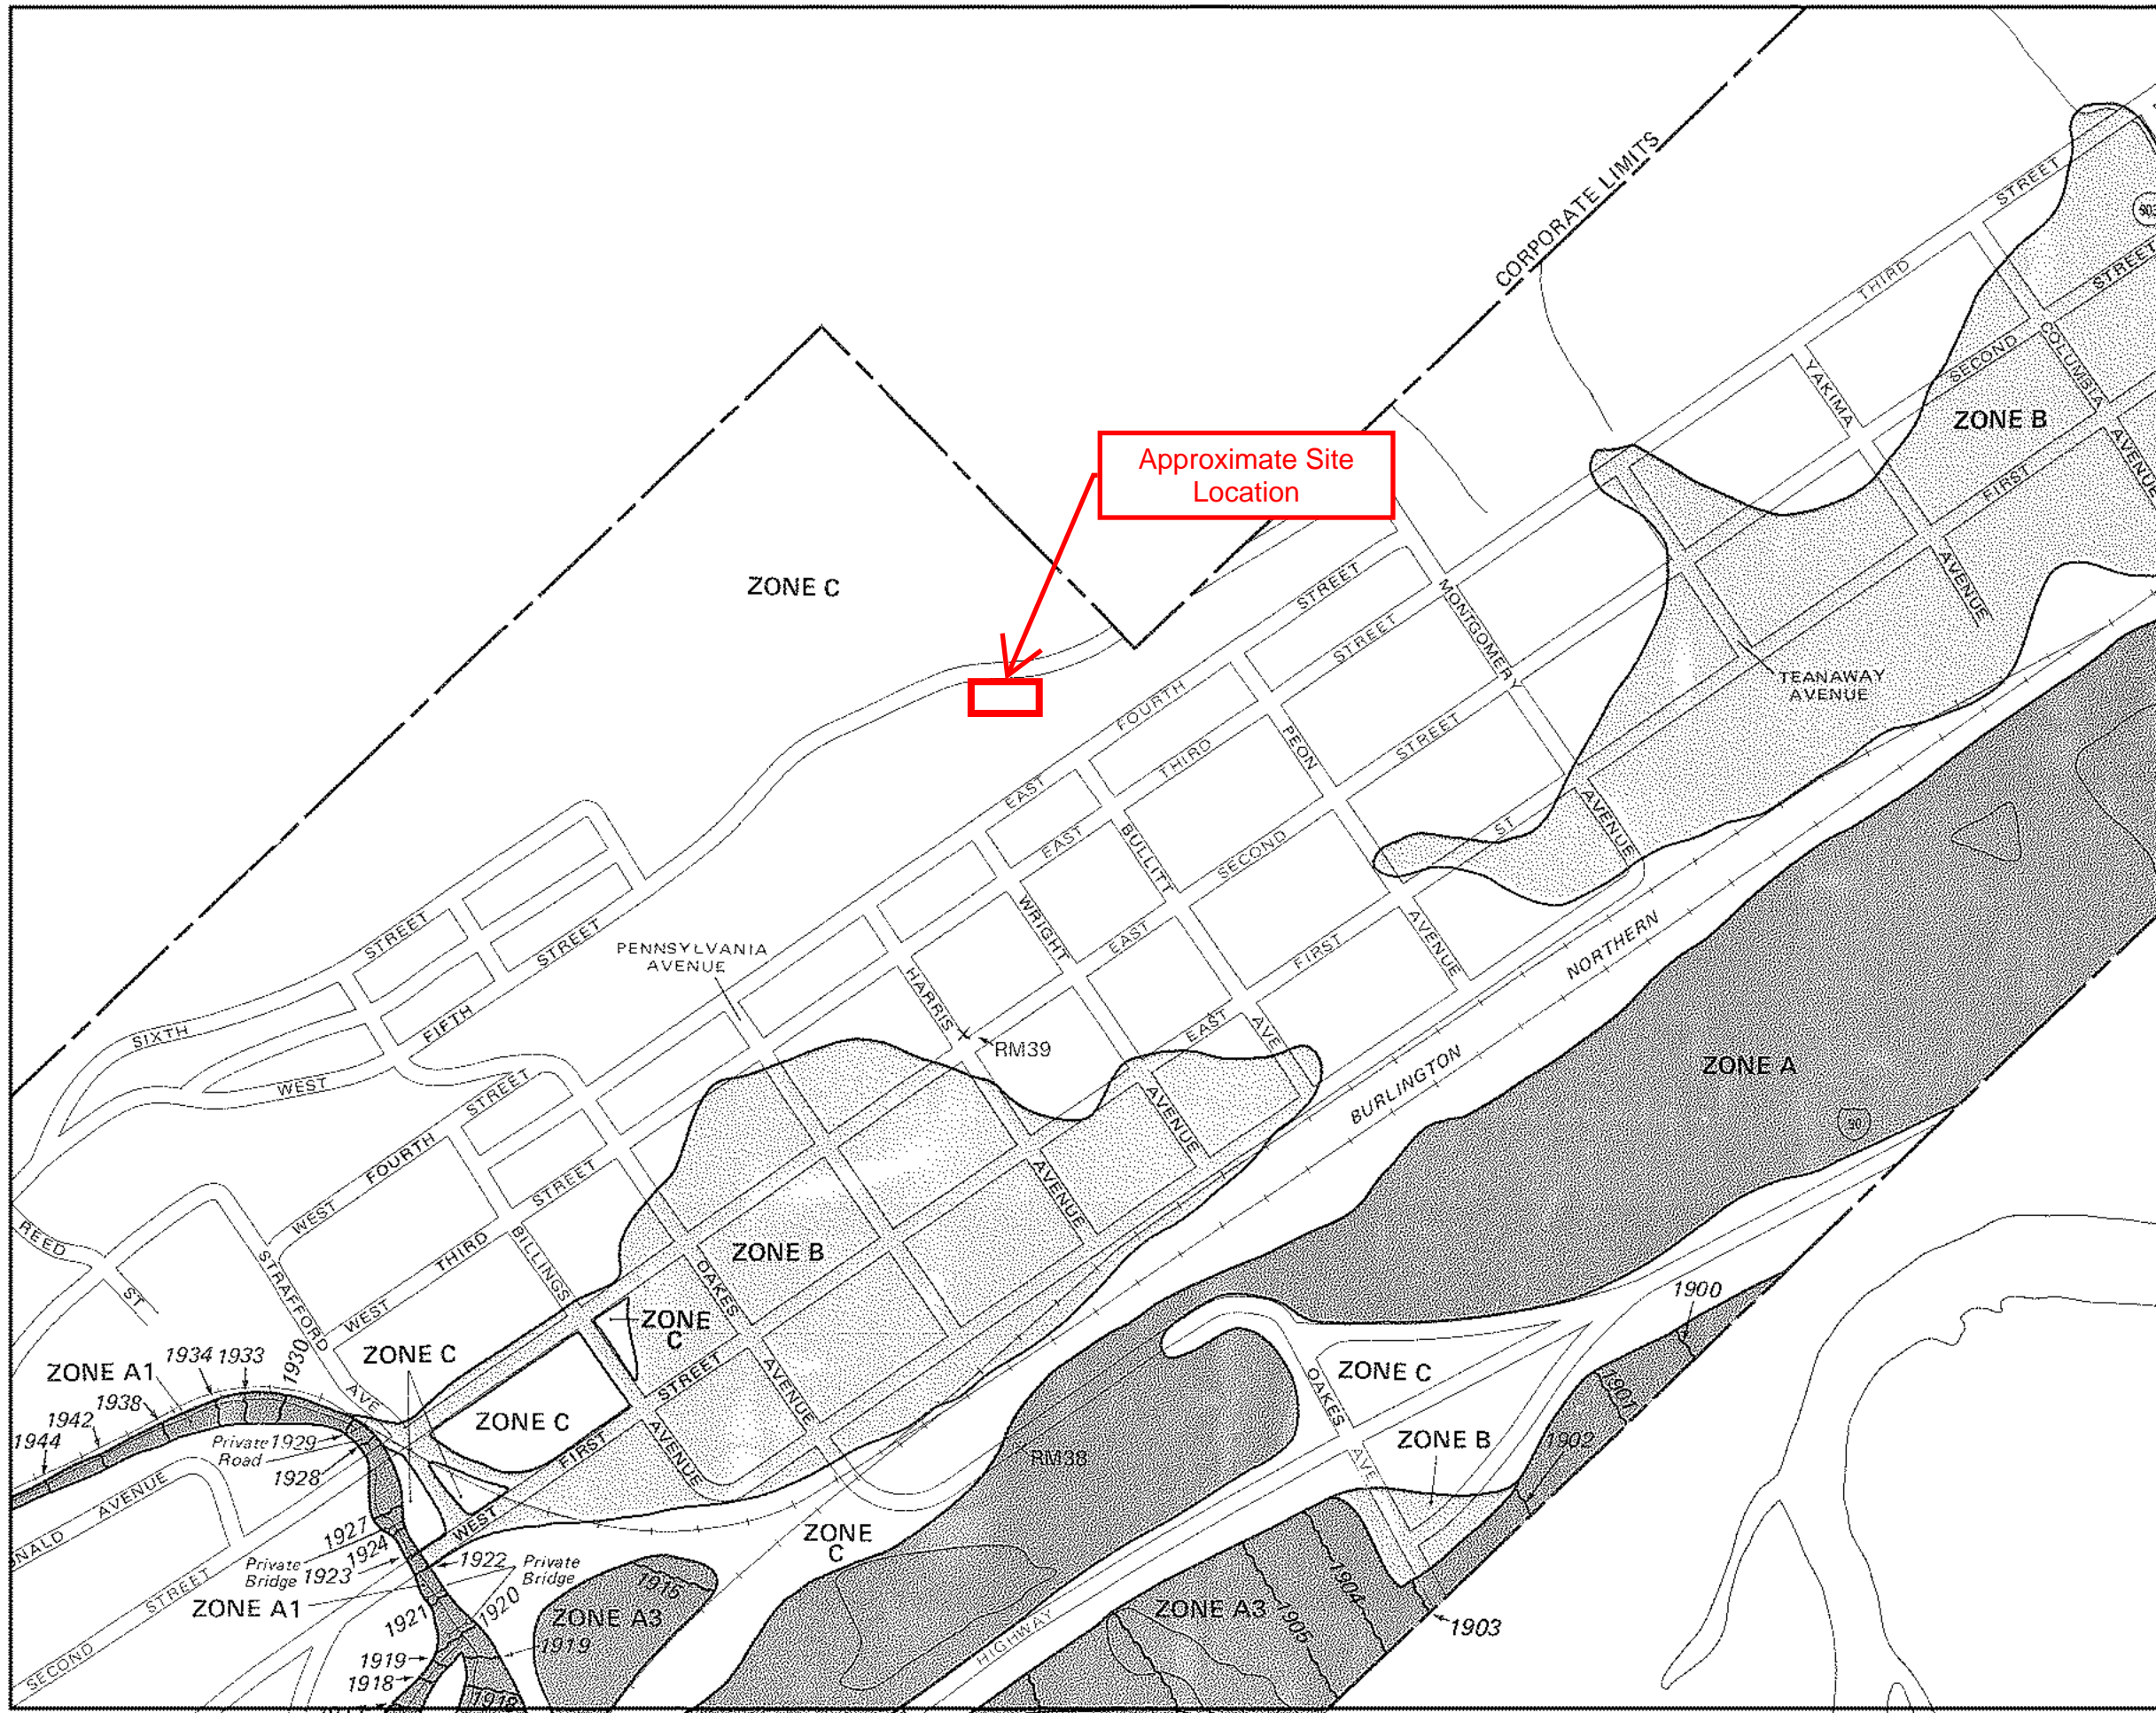 CORPORATE LIMITS
STREET
903
THIRD
STREET
COLUMBIA
SECOND
YAKIMA
ZONE B
AVENUE
FIRST
Approximate Site
Location
ZONE C
STREET
MONTGOMERY
AVENUE
STREET
TEANAWAY
AVENUE
FOURTH
PEON
STREET
THIRD
EAST
ST
AVENUE
EAST
BULLITT
SECOND
STREET
WRIGHT
AVENUE
NORTHERN
STREET
PENNSYLVANIA
AVENUE
EAST
FIRST
HARRIS
SIXTH
FIFTH
EAST
AVE
RM39
BURLINGTON
ZONE A
WEST
STREET
AVENUE
90
FOURTH
STREET
AVENUE
WEST
REED
ST
STRAFFORD
THIRD
BILLINGS
ZONE B
OAKES
WEST
ZONE
C
1900
ZONE A1
1934
1933
1930
ZONE C
STREET
AVENUE
ZONE C
OAKES
1938
AVE
1901
1942
ZONE C
1944
Private
Road
1929
FIRST
AVENUE
ZONE B
1902
1928
RM38
AVE
AVENUE
WEST
1927
ZONE
C
1924
Private
Bridge
1923
1922
Private
Bridge
1915
STREET
1904
ZONE A1
1921
1920
ZONE A3
ZONE A3
1905
1903
1919
HIGHWAY
SECOND
1919
1918
1918